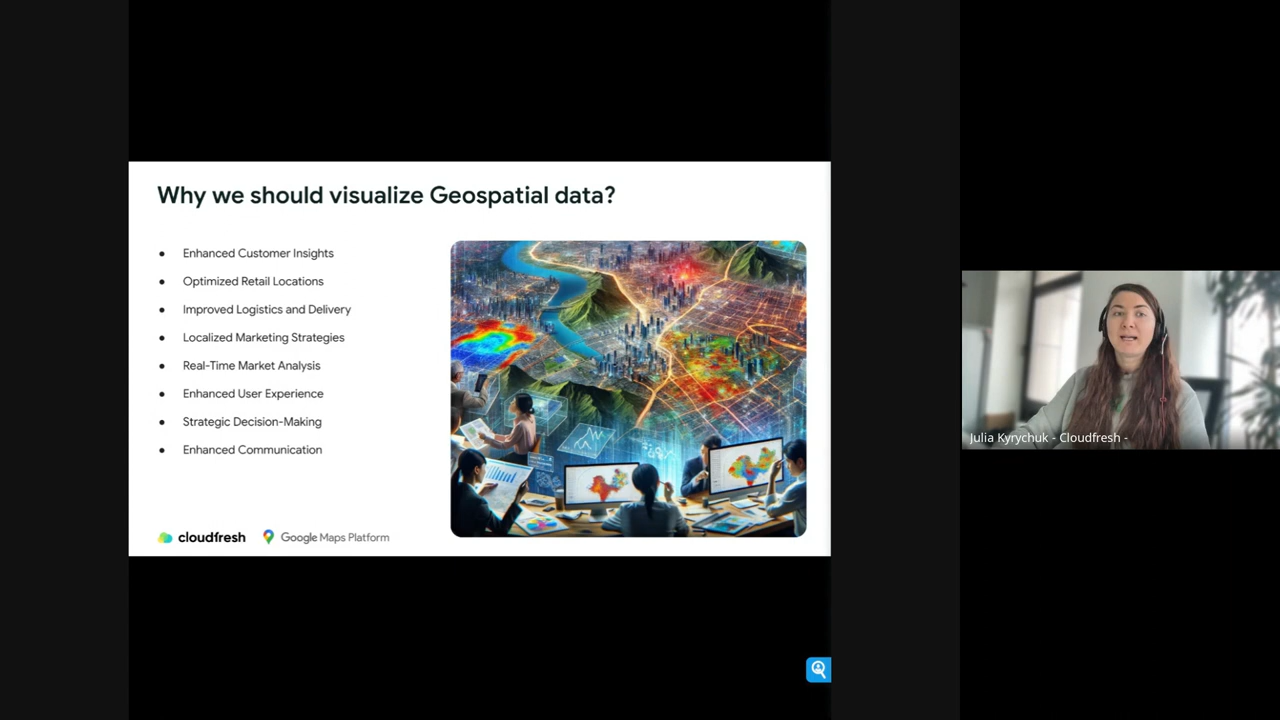 Why we should visualize Geospatial data?
● Enhanced Customer Insights
● Optimized Retail Locations
● Improved Logistics and Delivery
● Localized Marketing Strategies
● Real-Time Market Analysis
● Enhanced User Experience
● Strategic Decision-Making
● Enhanced Communication
cloudfresh Google Maps Platform
Julia Kyrychuk - Cloudfresh -